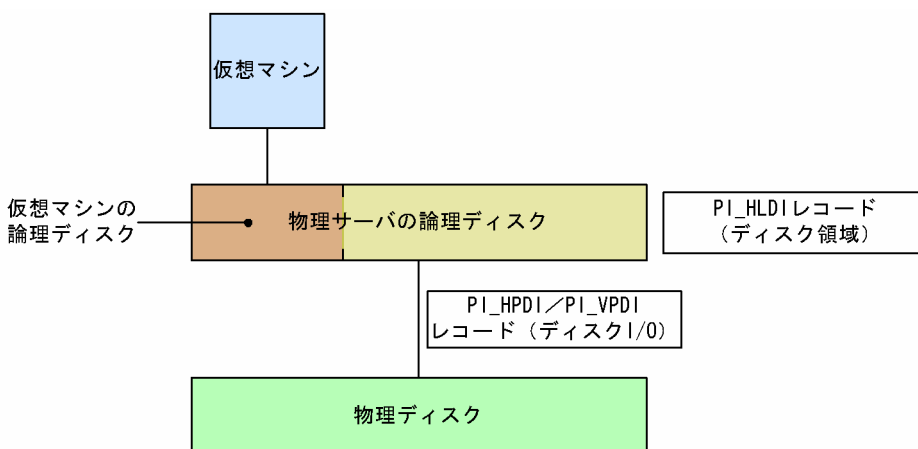 仮想マシン
仮想マシンの
論理ディスク
物理サーバの論理ディスク
PI_HLDIレコード
（ディスク領域）
PI_HPDI／PI_VPDI
レコード（ディスクI/O）
物理ディスク